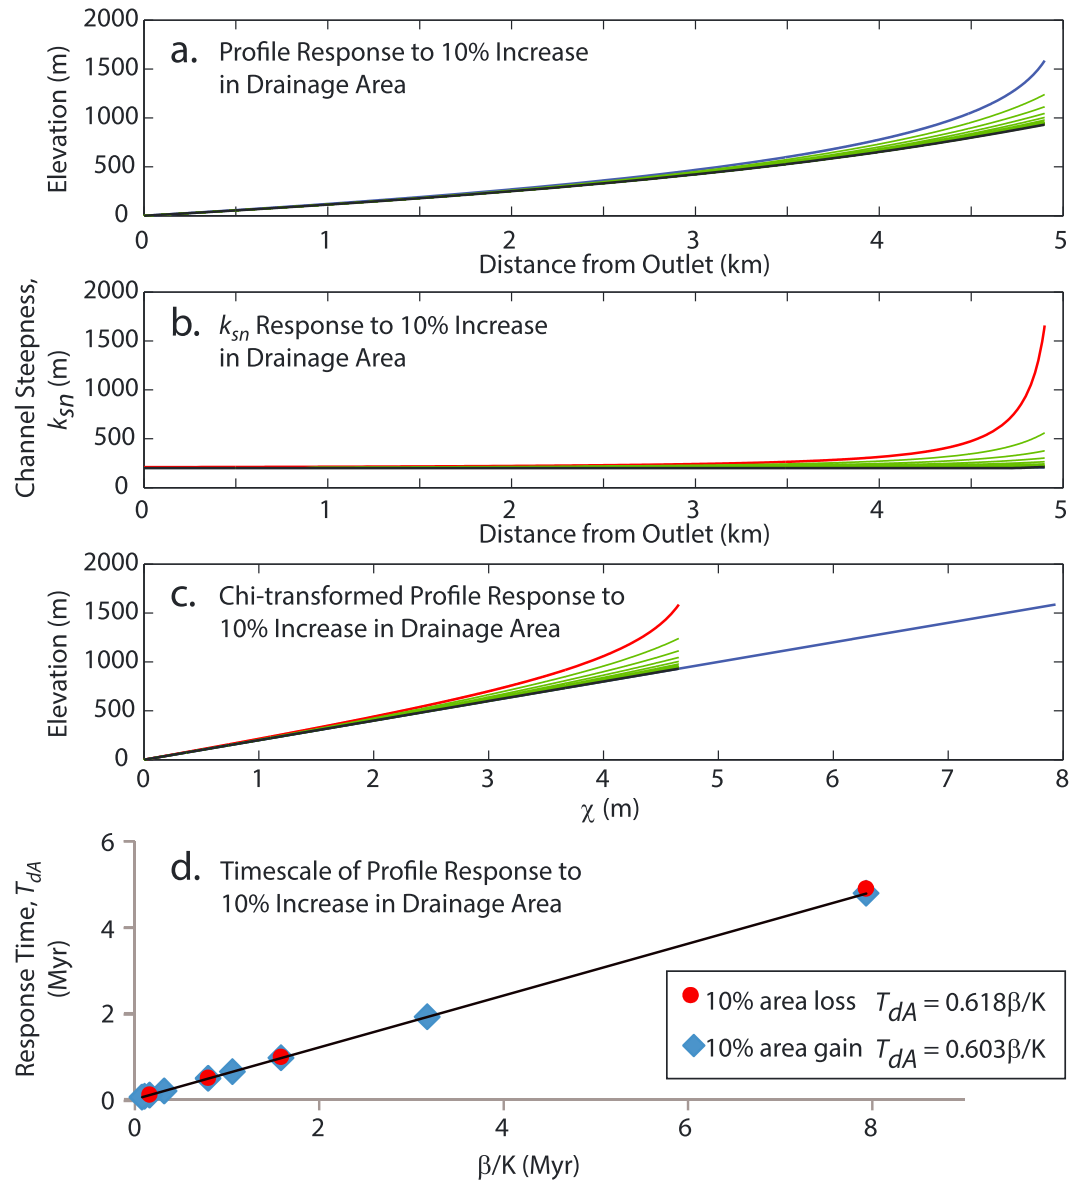 2000
1500
1000
500
0
Elevation (m)
a. Profile Response to 10% Increase
in Drainage Area
0 1 2 3 4 5
Distance from Outlet (km)
2000
1500
1000
500
0
Channel Steepness,
ksn (m)
b. ksn Response to 10% Increase
in Drainage Area
0 1 2 3 4 5
Distance from Outlet (km)
2000
1500
1000
500
0
Elevation (m)
c. Chi-transformed Profile Response to
10% Increase in Drainage Area
0 1 2 3 4 5 6 7 8
χ (m)
6
4
2
0
Response Time, TdA
(Myr)
d. Timescale of Profile Response to
10% Increase in Drainage Area
10% area loss TdA = 0.618β/K
10% area gain TdA = 0.603β/K
0 2 4 6 8
β/K (Myr)